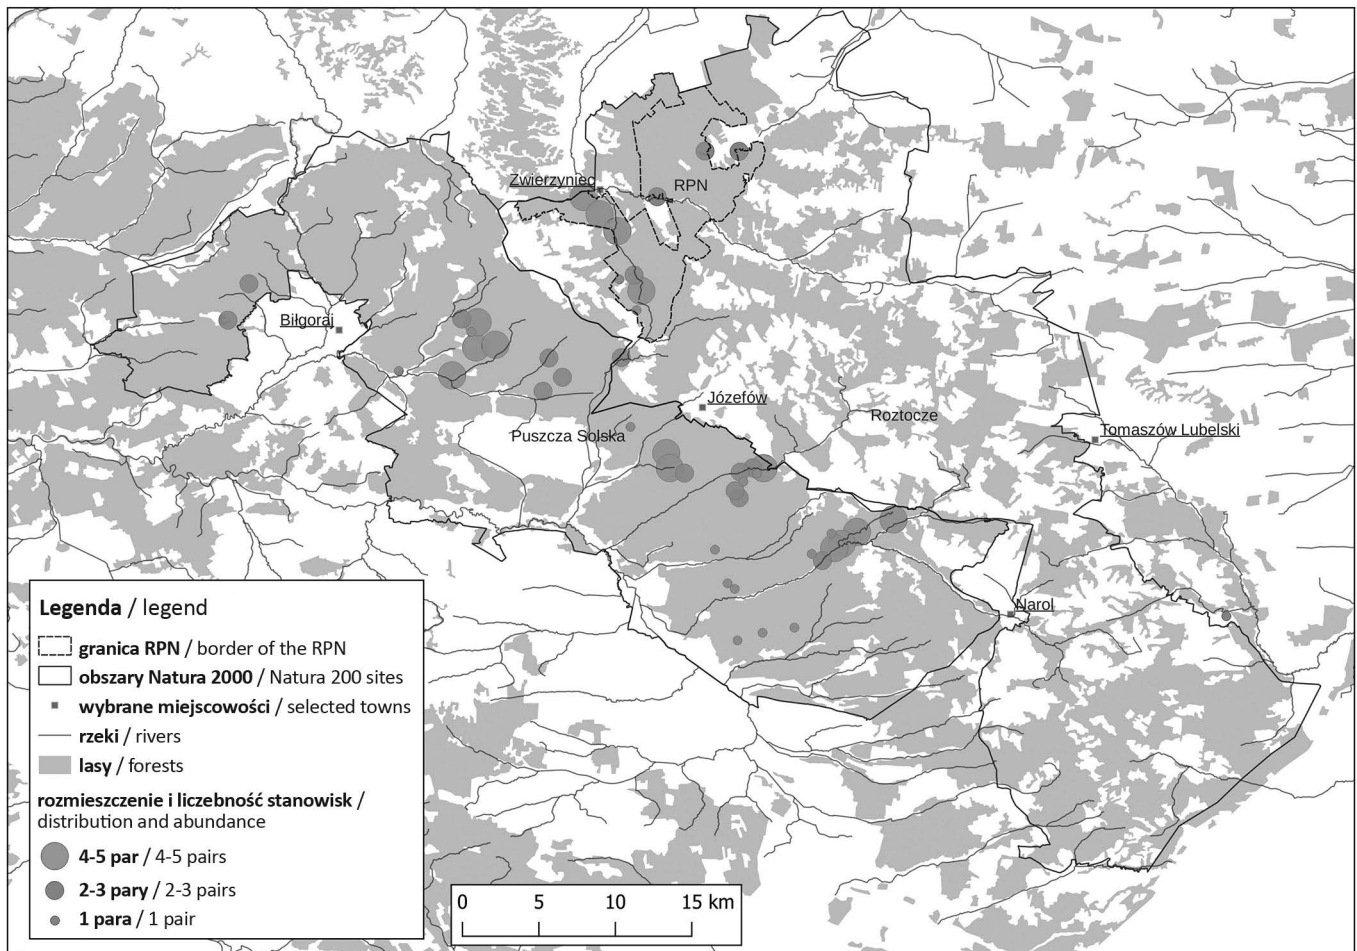 Zwierzyniec
RPN
Biłgoraj
Józefów
Roztocze
Puszcza Solska
Tomaszów Lubelski
Narol
Legenda / legend
granica RPN / border of the RPN
obszary Natura 2000 / Natura 200 sites
wybrane miejscowości / selected towns
rzeki / rivers
lasy / forests
rozmieszczenie i liczebność stanowisk /
distribution and abundance
4-5 par / 4-5 pairs
2-3 pary / 2-3 pairs
1 para / 1 pair
0 5 10 15 km